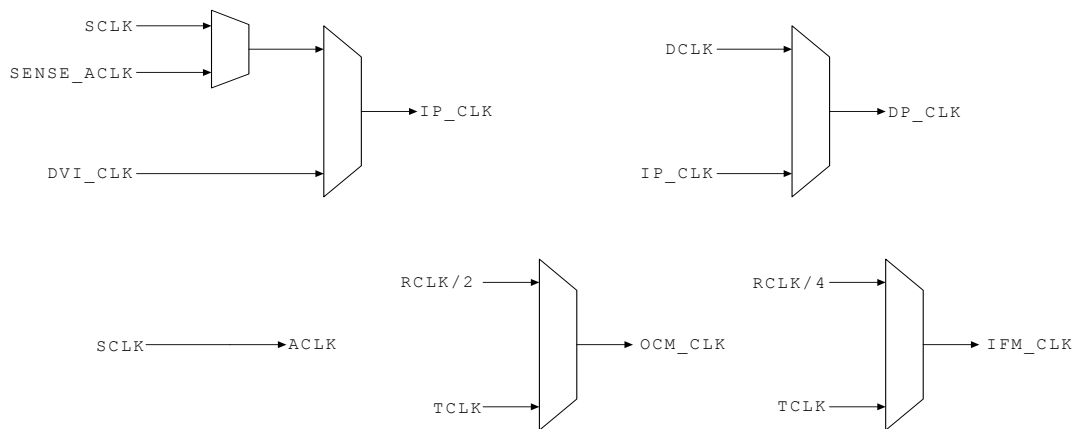 SCLK
SENSE_ACLK
IP_CLK
DVI_CLK
DCLK
DP_CLK
IP_CLK
SCLK
ACLK
RCLK/2
OCM_CLK
TCLK
RCLK/4
IFM_CLK
TCLK